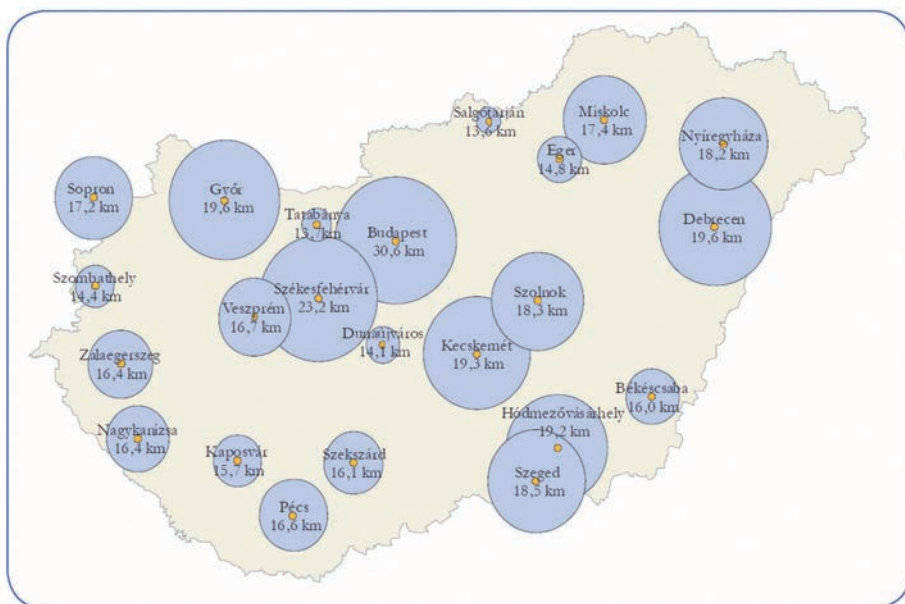 Salgótarján
13,6 km
Miskolc
17,4 km
Nyíregyháza
18,2 km
Eger
14,8 km
Sopron
17,2 km
Győr
19,6 km
Tatabánya
13,7km
Budapest
30,6 km
Debrecen
19,6 km
Szombathely
14,4 km
Székesfehérvár
23,2 km
Veszprém
16,7 km
Szolnok
18,3 km
Dunaújváros
14,1 km
Kecskemét
19,3 km
Zalaegerszeg
16,4 km
Békéscsaba
16,0 km
Hódmezővásárhely
19,2 km
Nagykanizsa
16,4 km
Kaposvár
15,7 km
Szekszárd
16,1 km
Szeged
18,5 km
Pécs
16,6 km